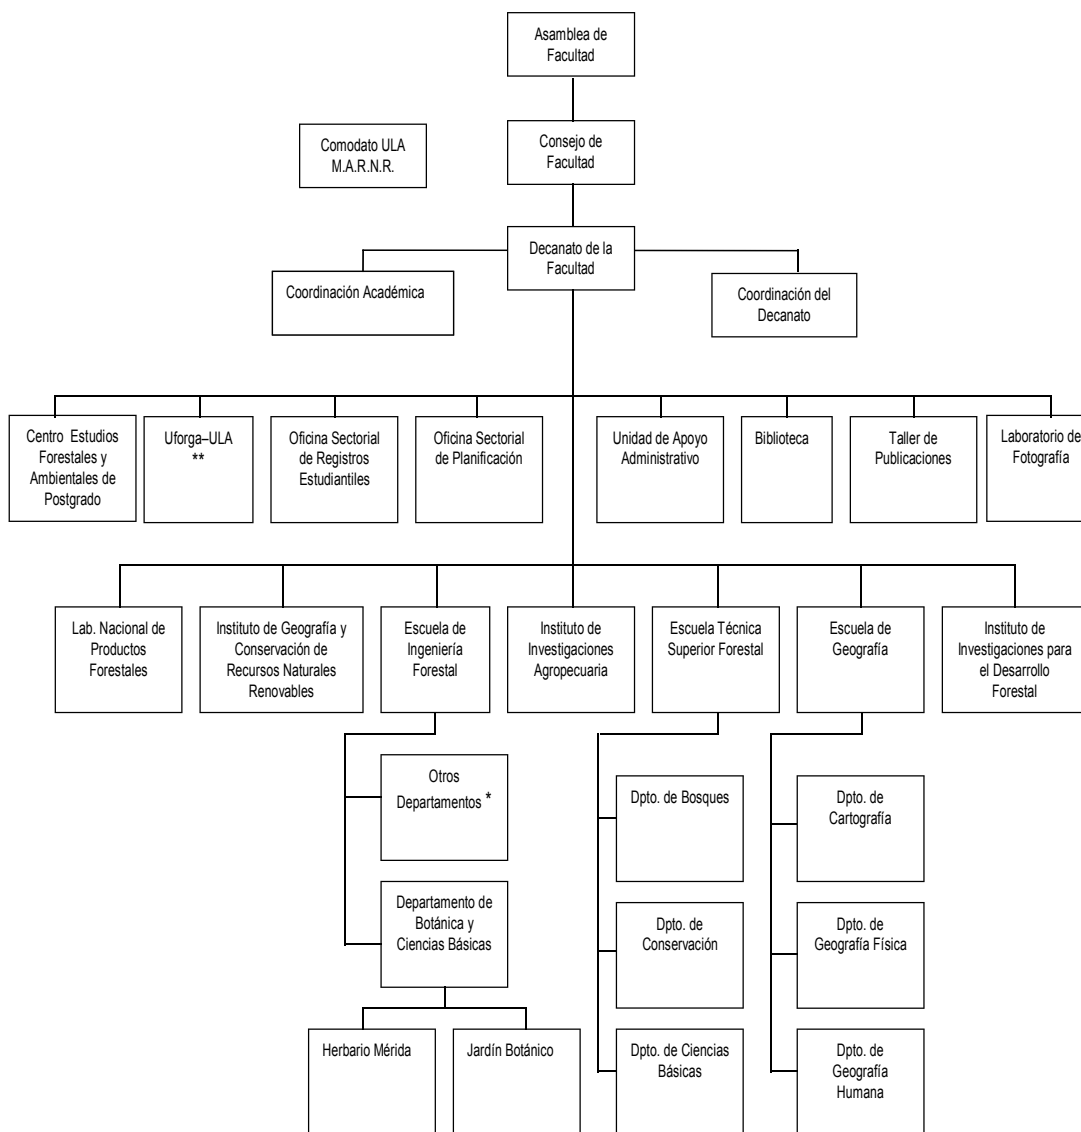 Asamblea de
Facultad
Comodato ULA
M.A.R.N.R.
Consejo de
Facultad
Decanato de la
Facultad
Coordinación Académica
Coordinación del
Decanato
Centro Estudios
Forestales y
Ambientales de
Postgrado
Uforga–ULA
**
Oficina Sectorial
de Registros
Estudiantiles
Oficina Sectorial
de Planificación
Unidad de Apoyo
Administrativo
Biblioteca
Taller de
Publicaciones
Laboratorio de
Fotografía
Lab. Nacional de
Productos
Forestales
Instituto de Geografía y
Conservación de
Recursos Naturales
Renovables
Escuela de
Ingeniería
Forestal
Instituto de
Investigaciones
Agropecuaria
Escuela Técnica
Superior Forestal
Escuela de
Geografía
Instituto de
Investigaciones para
el Desarrollo
Forestal
Otros
Departamentos *
Departamento de
Botánica y
Ciencias Básicas
Herbario Mérida
Jardín Botánico
Dpto. de Bosques
Dpto. de
Conservación
Dpto. de Ciencias
Básicas
Dpto. de
Cartografía
Dpto. de
Geografía Física
Dpto. de
Geografía
Humana